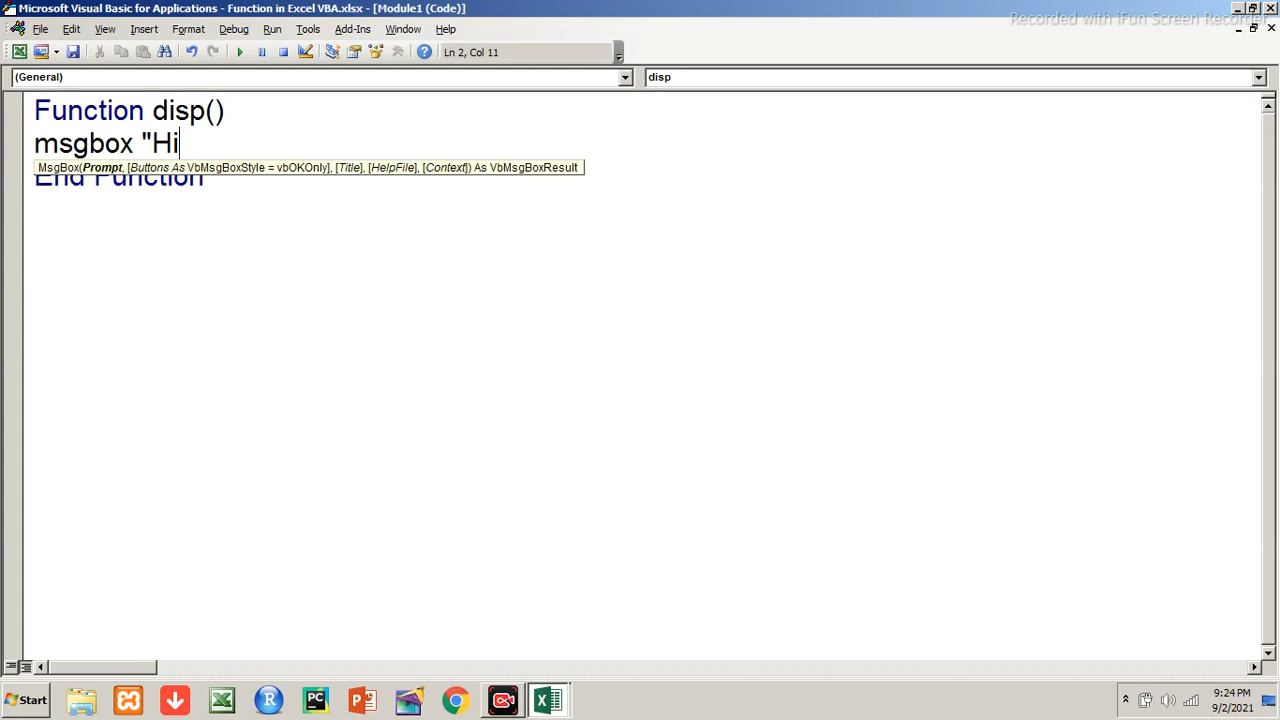 Microsoft Visual Basic for Applications - Function in Excel VBA.xlsx - [Module1 (Code)]
Recorded with iFun Screen Recorder
File Edit View Insert Format Debug Run Tools Add-Ins Window Help
Ln 2, Col 11
(General) disp
Function disp()
msgbox "Hi
MsgBox(Prompt, [Buttons As VbMsgBoxStyle = vbOKOnly], [Title], [HelpFile], [Context]) As VbMsgBoxResult
End Function
Start
PC
9:24 PM
9/2/2021